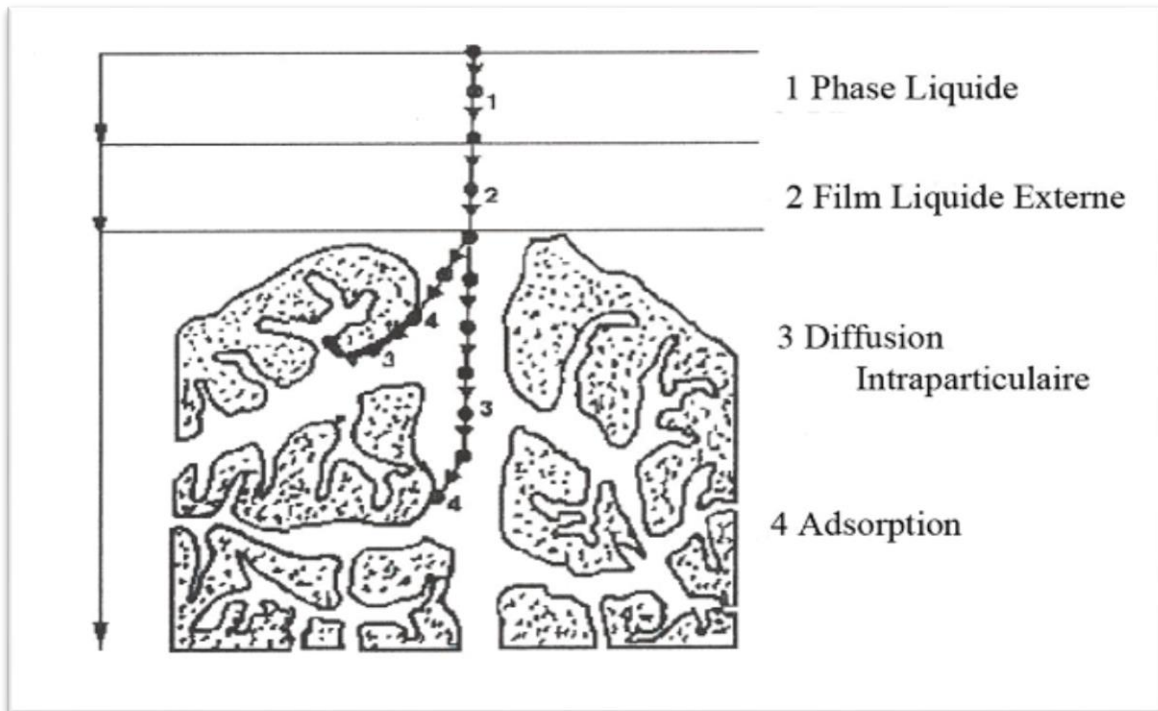 1 Phase Liquide
1
2 Film Liquide Externe
2
3 Diffusion
Intraparticulaire
4
3
3
4
4 Adsorption